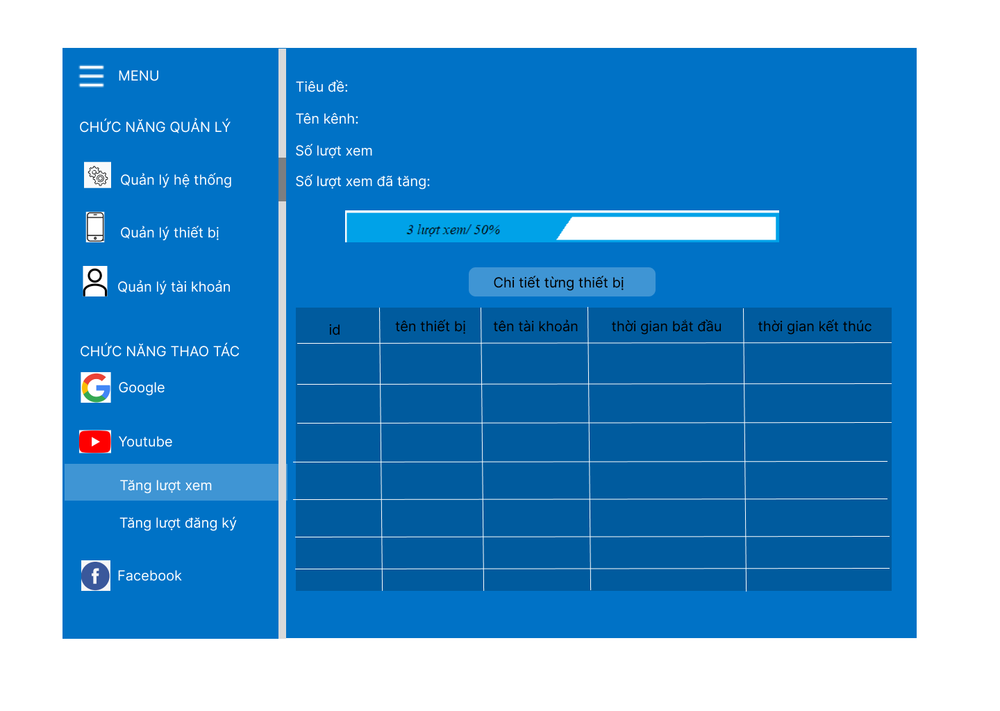 MENU
CHỨC NĂNG QUẢN LÝ
Quản lý hệ thống
Quản lý thiết bị
Quản lý tài khoản
CHỨC NĂNG THAO TÁC
Google
Youtube
Tăng lượt xem
Tăng lượt đăng ký
Facebook
Tiêu đề:
Tên kênh:
Số lượt xem
Số lượt xem đã tăng:
3 lượt xem/ 50%
Chi tiết từng thiết bị
id tên thiết bị tên tài khoản thời gian bắt đầu thời gian kết thúc